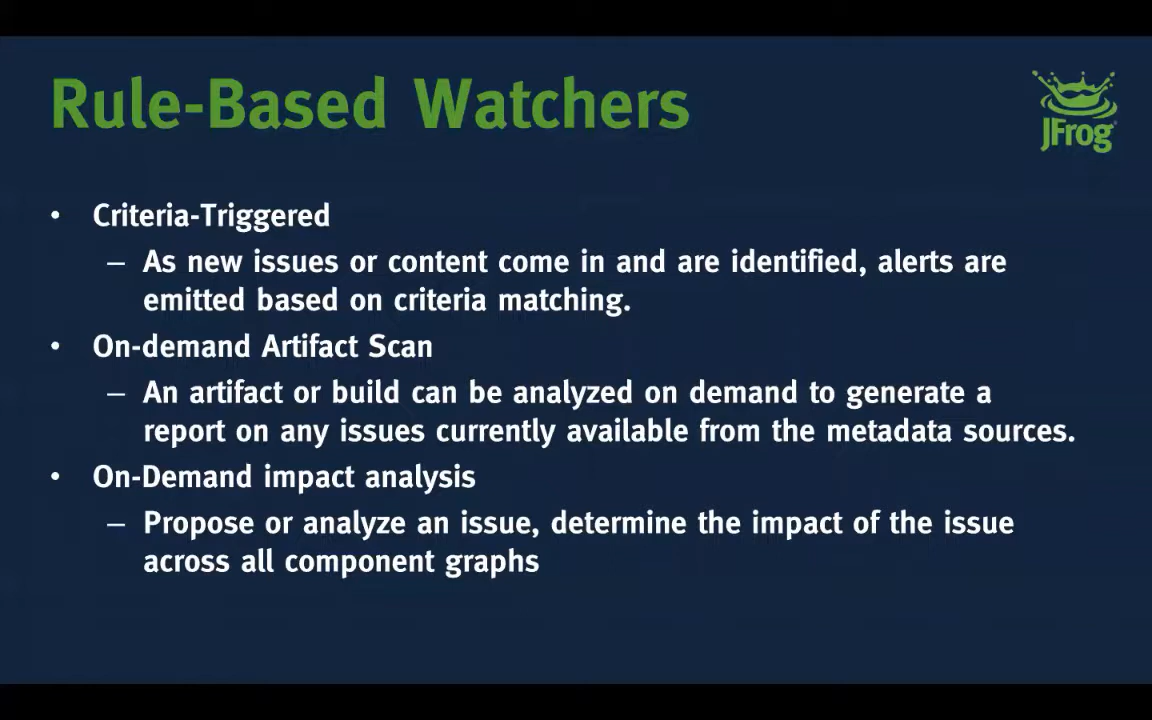 Rule-Based Watchers
JFrog
• Criteria-Triggered
– As new issues or content come in and are identified, alerts are
emitted based on criteria matching.
• On-demand Artifact Scan
– An artifact or build can be analyzed on demand to generate a
report on any issues currently available from the metadata sources.
• On-Demand impact analysis
– Propose or analyze an issue, determine the impact of the issue
across all component graphs